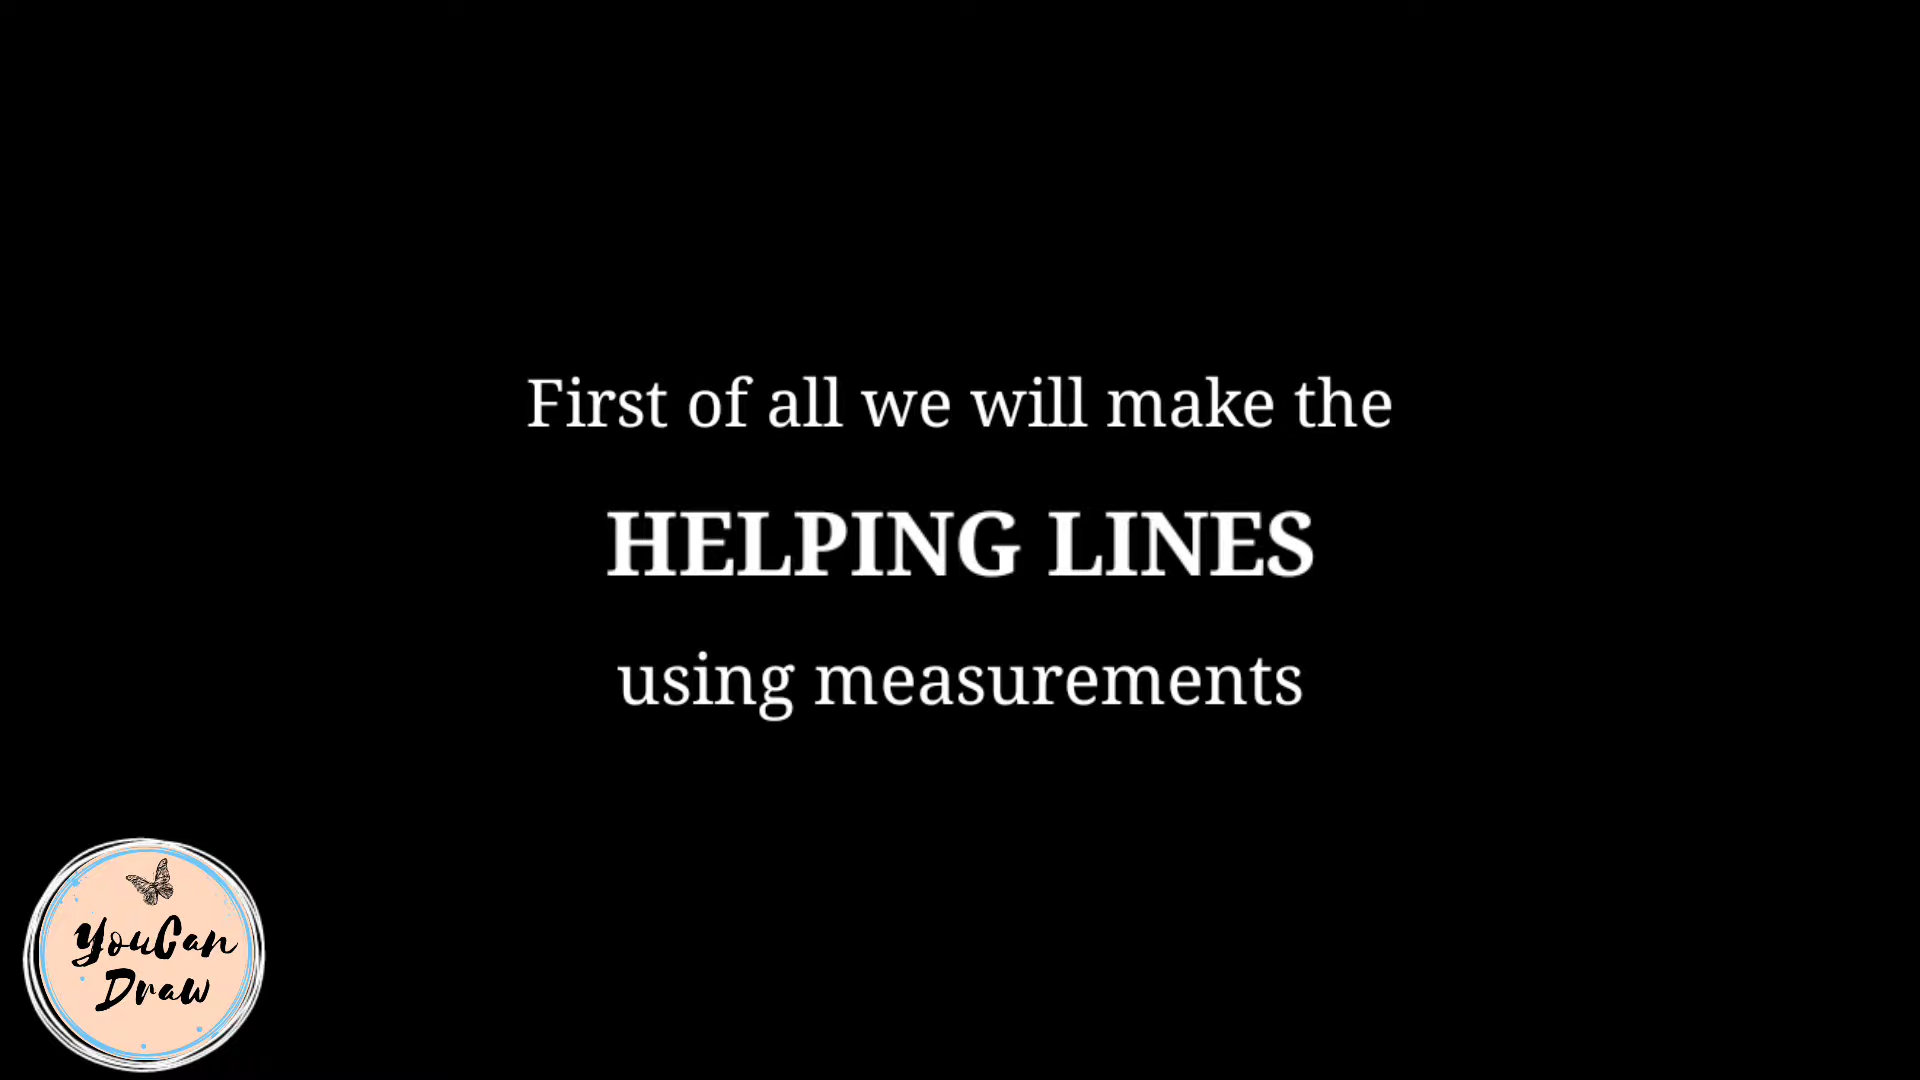 First of all we will make the
HELPING LINES
using measurements
YouCan
Draw